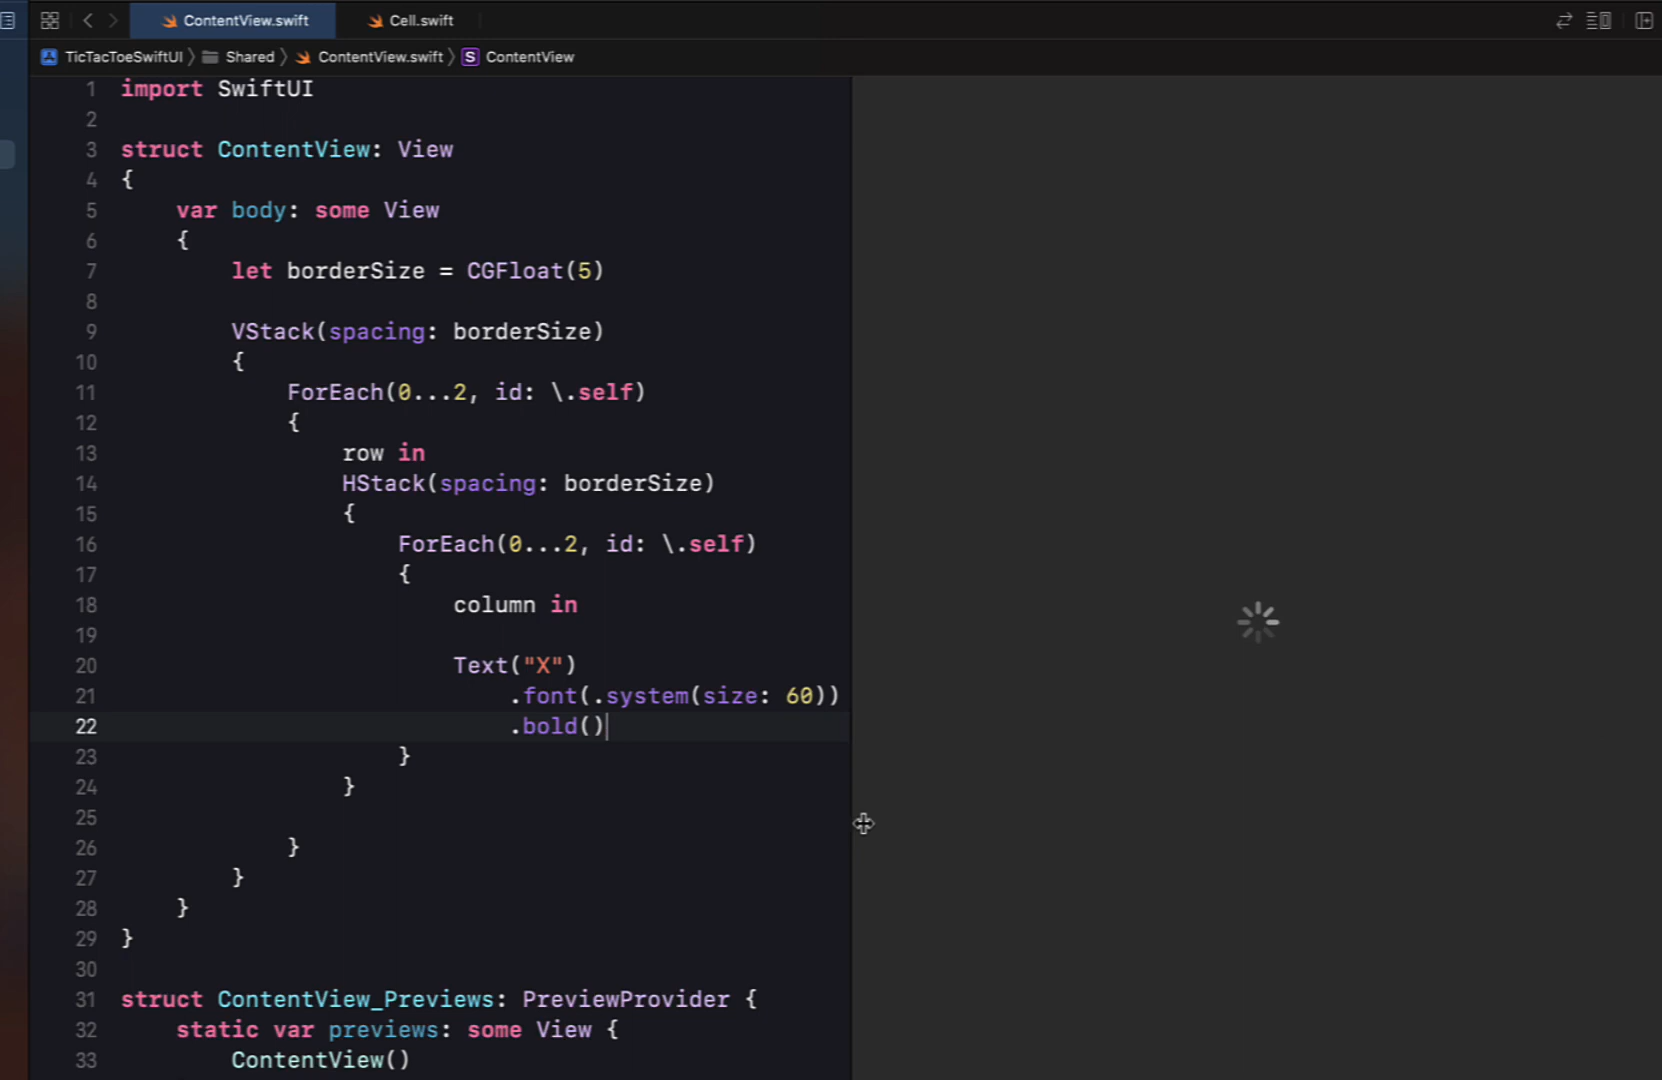 ContentView.swift
Cell.swift
TicTacToeSwiftUI 〉 Shared 〉 ContentView.swift 〉 S ContentView
1 import SwiftUI
2
3 struct ContentView: View
4 {
5 var body: some View
6 {
7 let borderSize = CGFloat(5)
8
9 VStack(spacing: borderSize)
10 {
11 ForEach(0...2, id: \.self)
12 {
13 row in
14 HStack(spacing: borderSize)
15 {
16 ForEach(0...2, id: \.self)
17 {
18 column in
19
20 Text("X")
21 .font(.system(size: 60))
22 .bold()
23 }
24 }
25
26 }
27 }
28 }
29 }
30
31 struct ContentView_Previews: PreviewProvider {
32 static var previews: some View {
33 ContentView()